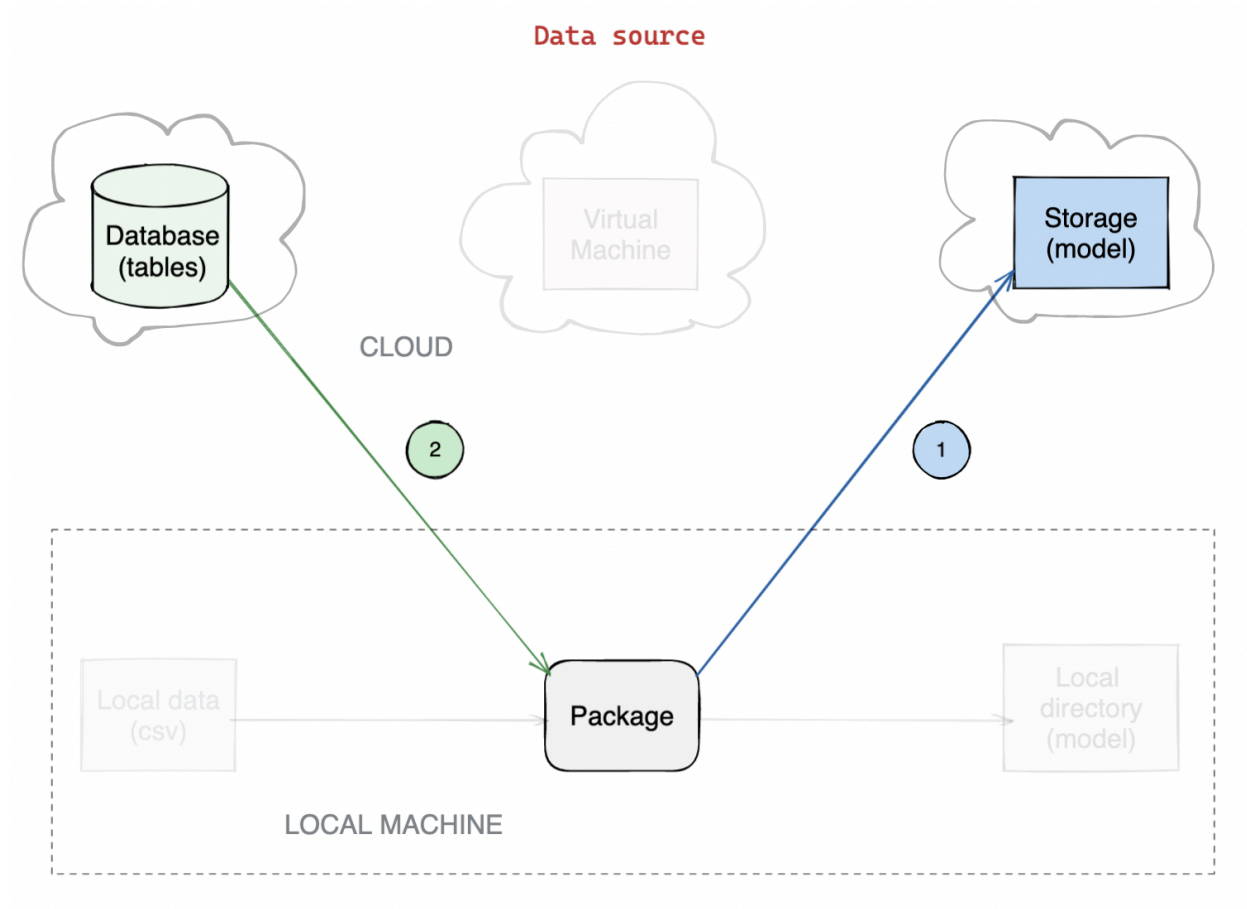 Data source
Database
(tables)
Virtual
Machine
Storage
(model)
CLOUD
2
1
Local data
(csv)
Package
Local
directory
(model)
LOCAL MACHINE